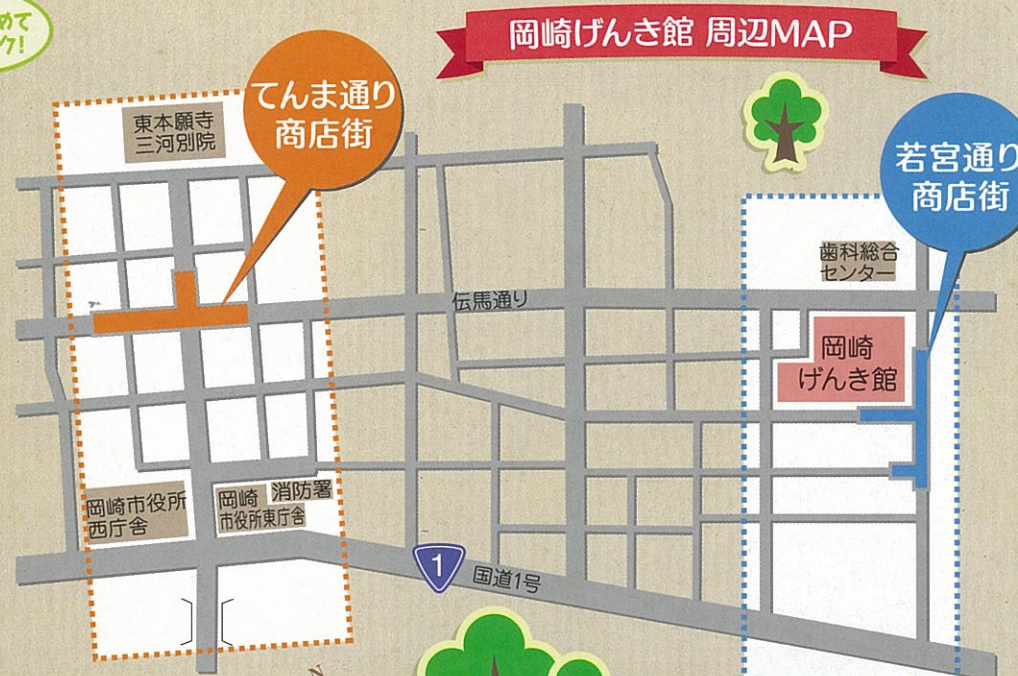 めて
ク!
岡崎げんき館 周辺MAP
てんま通り
商店街
東本願寺
三河別院
若宮通り
商店街
歯科総合
センター
伝馬通り
岡崎
げんき館
岡崎市役所
西庁舎
岡崎
市役所東庁舎
消防署
1
国道1号
N